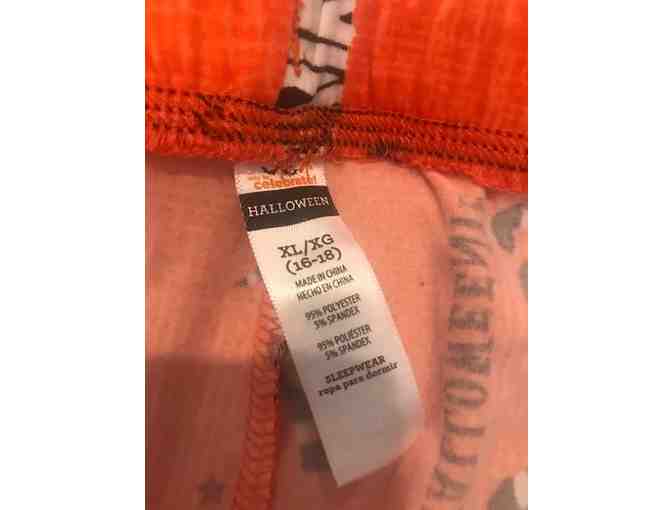 celebrate!
HALLOWEEN
XL/XG
(16-18)
MADE IN CHINA
HECHO EN CHINA
95% POLYESTER
5% SPANDEX
95% POLIÉSTER
5% SPANDEX
SLEEPWEAR
ropa para dormir
HALLOWEEN